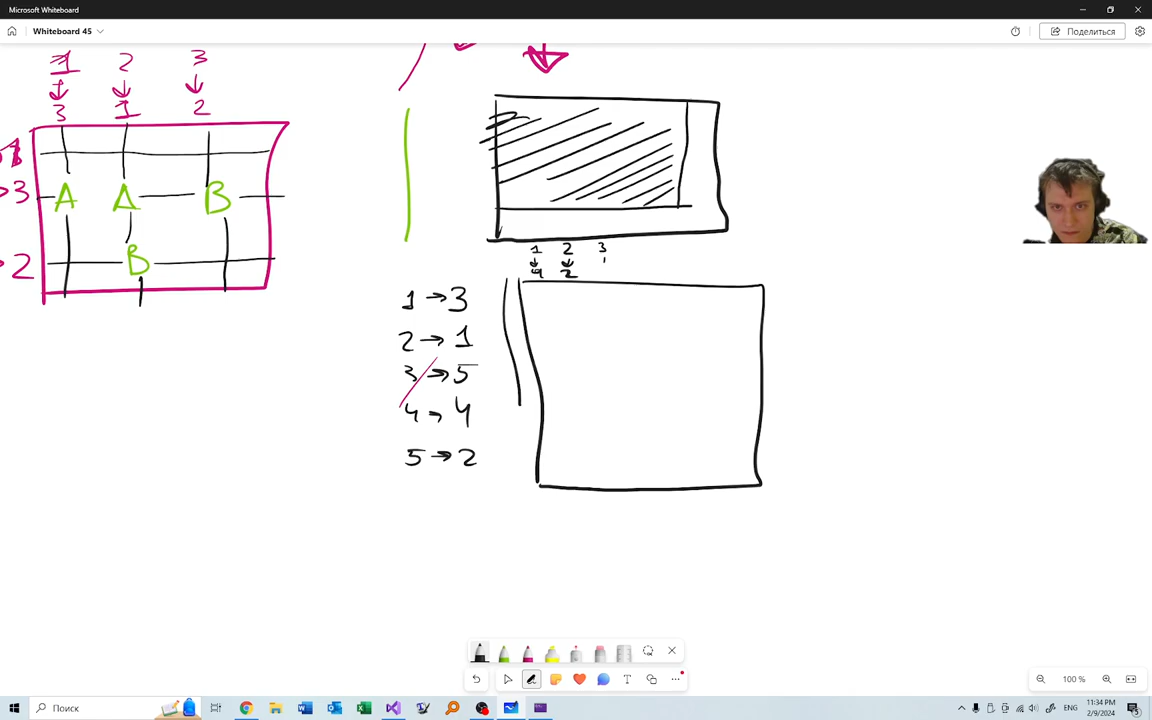 Microsoft Whiteboard
Whiteboard 45
Поделиться
1 2 3
3 1 2
3
A A B
2
B
1 2 3
4 2
1 → 3
2 → 1
3 → 5
4 → 4
5 → 2
100 %
Поиск
ENG
11:34 PM
2/9/2024